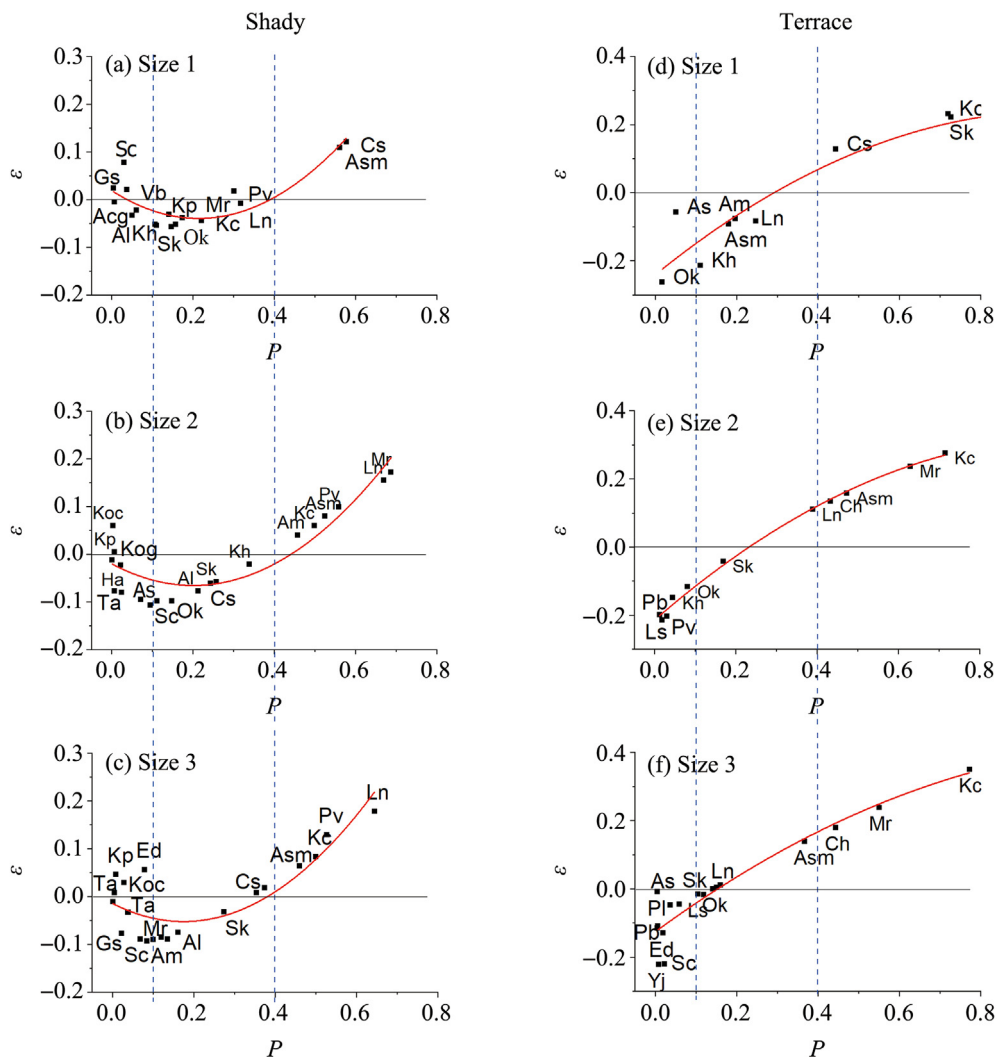 Shady
Terrace
(a) Size 1
0.3
0.2
0.1
0.0
−0.1
−0.2
ε
Sc
Gs
Vb
Acg
Al
Kh
Kp
Sk
Ok
Mr
Kc
Pv
Ln
Cs
Asm
0.0 0.2 0.4 0.6 0.8
P
(d) Size 1
0.4
0.2
0.0
−0.2
ε
As
Am
Asm
Ln
Kh
Ok
Cs
Kc
Sk
0.0 0.2 0.4 0.6 0.8
P
(b) Size 2
0.3
0.2
0.1
0.0
−0.1
−0.2
ε
Koc
Kp
Kog
Ha
Ta
As
Sc
Ok
Al
Sk
Cs
Kh
Am
Kc
Asm
Pv
Ln
Mr
0.0 0.2 0.4 0.6 0.8
P
(e) Size 2
0.4
0.2
0.0
−0.2
ε
Pb
Ls
Pv
Kh
Ok
Sk
Ln
Ch
Asm
Mr
Kc
0.0 0.2 0.4 0.6 0.8
P
(c) Size 3
0.3
0.2
0.1
0.0
−0.1
−0.2
ε
Kp
Ed
Ta
Koc
Ta
Gs
Sc
Mr
Am
Al
Sk
Cs
Asm
Kc
Pv
Ln
0.0 0.2 0.4 0.6 0.8
P
(f) Size 3
0.4
0.2
0.0
−0.2
ε
As
Pl
Pb
Ed
Yj
Sc
Sk
Ls
Ok
Ln
Asm
Ch
Mr
Kc
0.0 0.2 0.4 0.6 0.8
P